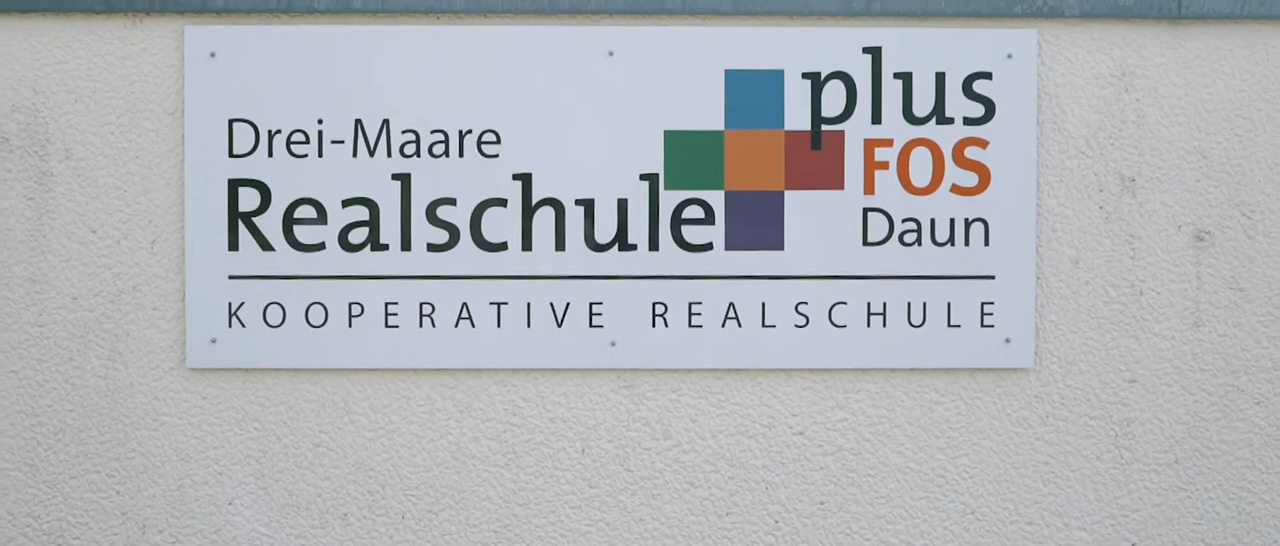 Drei-Maare
Realschule plus
FOS
Daun
KOOPERATIVE REALSCHULE